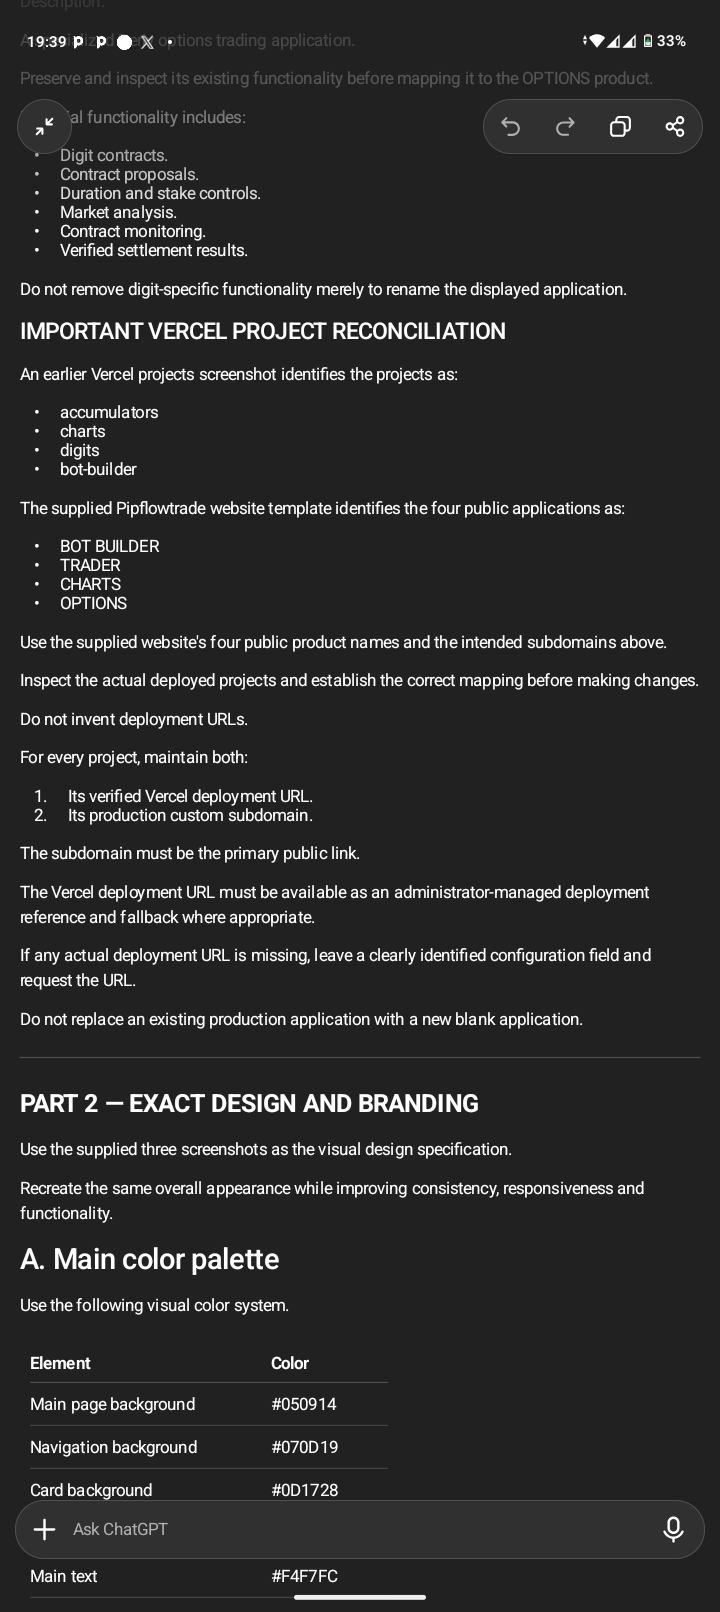 Description:
19:39
33%
options trading application.
Preserve and inspect its existing functionality before mapping it to the OPTIONS product.
functionality includes:
• Digit contracts.
• Contract proposals.
• Duration and stake controls.
• Market analysis.
• Contract monitoring.
• Verified settlement results.
Do not remove digit-specific functionality merely to rename the displayed application.
IMPORTANT VERCEL PROJECT RECONCILIATION
An earlier Vercel projects screenshot identifies the projects as:
• accumulators
• charts
• digits
• bot-builder
The supplied Pipflowtrade website template identifies the four public applications as:
• BOT BUILDER
• TRADER
• CHARTS
• OPTIONS
Use the supplied website's four public product names and the intended subdomains above.
Inspect the actual deployed projects and establish the correct mapping before making changes.
Do not invent deployment URLs.
For every project, maintain both:
1. Its verified Vercel deployment URL.
2. Its production custom subdomain.
The subdomain must be the primary public link.
The Vercel deployment URL must be available as an administrator-managed deployment
reference and fallback where appropriate.
If any actual deployment URL is missing, leave a clearly identified configuration field and
request the URL.
Do not replace an existing production application with a new blank application.
PART 2 — EXACT DESIGN AND BRANDING
Use the supplied three screenshots as the visual design specification.
Recreate the same overall appearance while improving consistency, responsiveness and
functionality.
A. Main color palette
Use the following visual color system.
Element Color
Main page background #050914
Navigation background #070D19
Card background #0D1728
Ask ChatGPT
Main text #F4F7FC